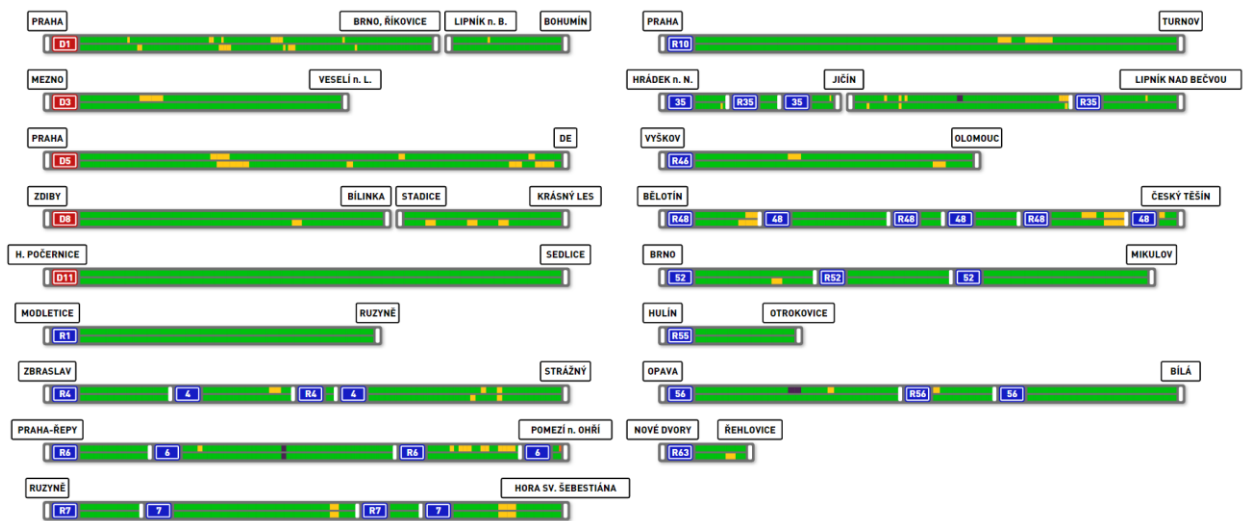 PRAHA BRNO, ŘÍKOVICE LIPNÍK n. B. BOHUMÍN
D1
MEZNO VESELÍ n. L.
D3
PRAHA DE
D5
ZDIBY BÍLINKA STADICE KRÁSNÝ LES
D8
H. POČERNICE SEDLICE
D11
MODLETICE RUZYNĚ
R1
ZBRASLAV STRÁŽNÝ
R4 4 R4 4
PRAHA-ŘEPY POMEZÍ n. OHŘÍ
R6 6 R6 6
RUZYNĚ HORA SV. ŠEBESTIÁNA
R7 7 R7 7
PRAHA TURNOV
R10
HRÁDEK n. N. JIČÍN LIPNÍK NAD BEČVOU
35 R35 35 R35
VYŠKOV OLOMOUC
R46
BĚLOTÍN ČESKÝ TĚŠÍN
R48 48 R48 48 R48 48
BRNO MIKULOV
52 R52 52
HULÍN OTROKOVICE
R55
OPAVA BÍLÁ
56 R56 56
NOVÉ DVORY ŘEHLOVICE
R63